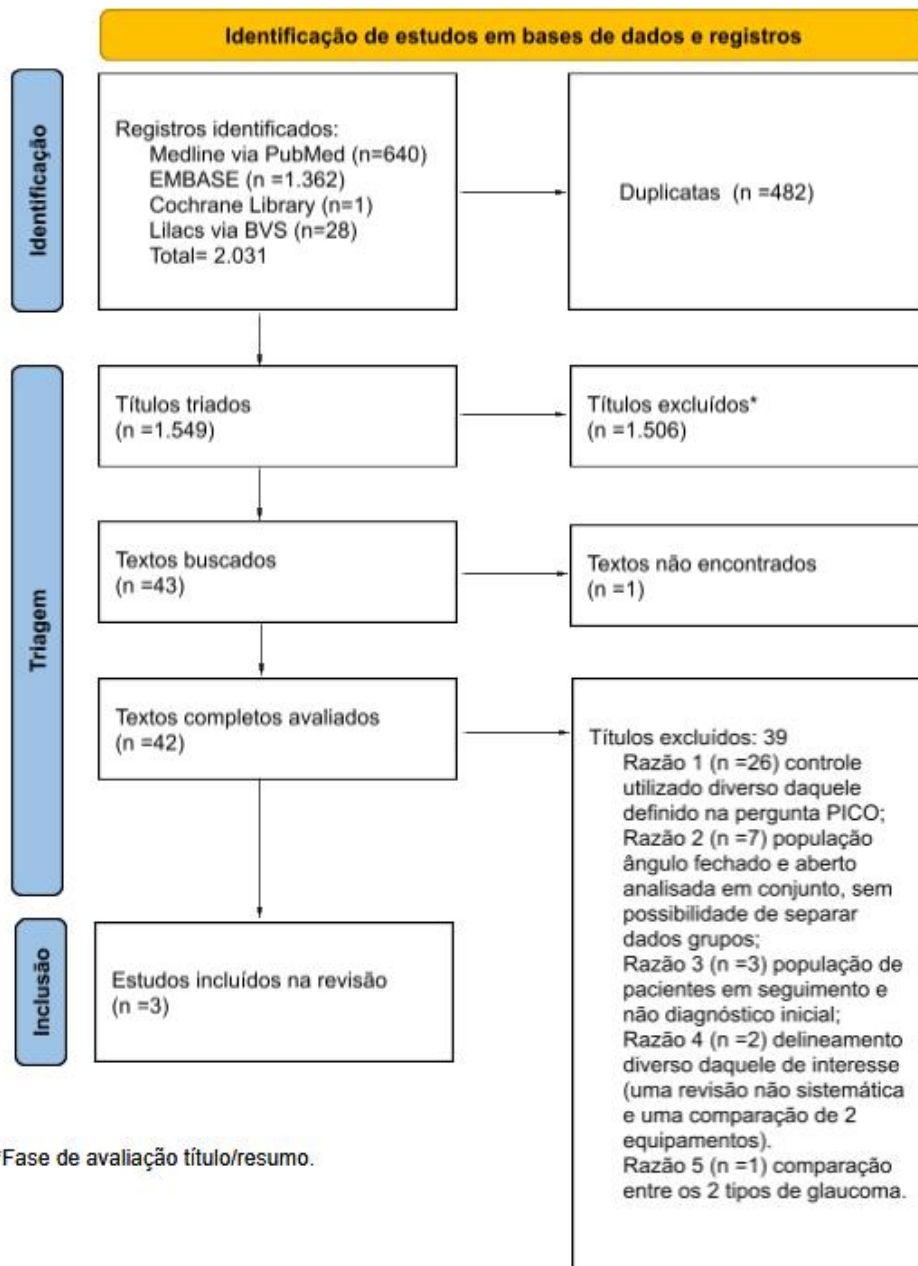 Identificação de estudos em bases de dados e registros
Identificação
Registros identificados:
Medline via PubMed (n=640)
EMBASE (n =1.362)
Cochrane Library (n=1)
Lilacs via BVS (n=28)
Total= 2.031
Duplicatas (n =482)
Triagem
Títulos triados
(n =1.549)
Títulos excluídos*
(n =1.506)
Textos buscados
(n =43)
Textos não encontrados
(n =1)
Textos completos avaliados
(n =42)
Títulos excluidos: 39
Razão 1 (n =26) controle
utilizado diverso daquele
definido na pergunta PICO;
Razão 2 (n =7) população
ângulo fechado e aberto
analisada em conjunto, sem
possibilidade de separar
dados grupos;
Razão 3 (n =3) população de
pacientes em seguimento e
não diagnóstico inicial;
Razão 4 (n =2) delineamento
diverso daquele de interesse
(uma revisão não sistemática
e uma comparação de 2
equipamentos).
Razão 5 (n =1) comparação
entre os 2 tipos de glaucoma.
Inclusão
Estudos incluídos na revisão
(n =3)
*Fase de avaliação título/resumo.